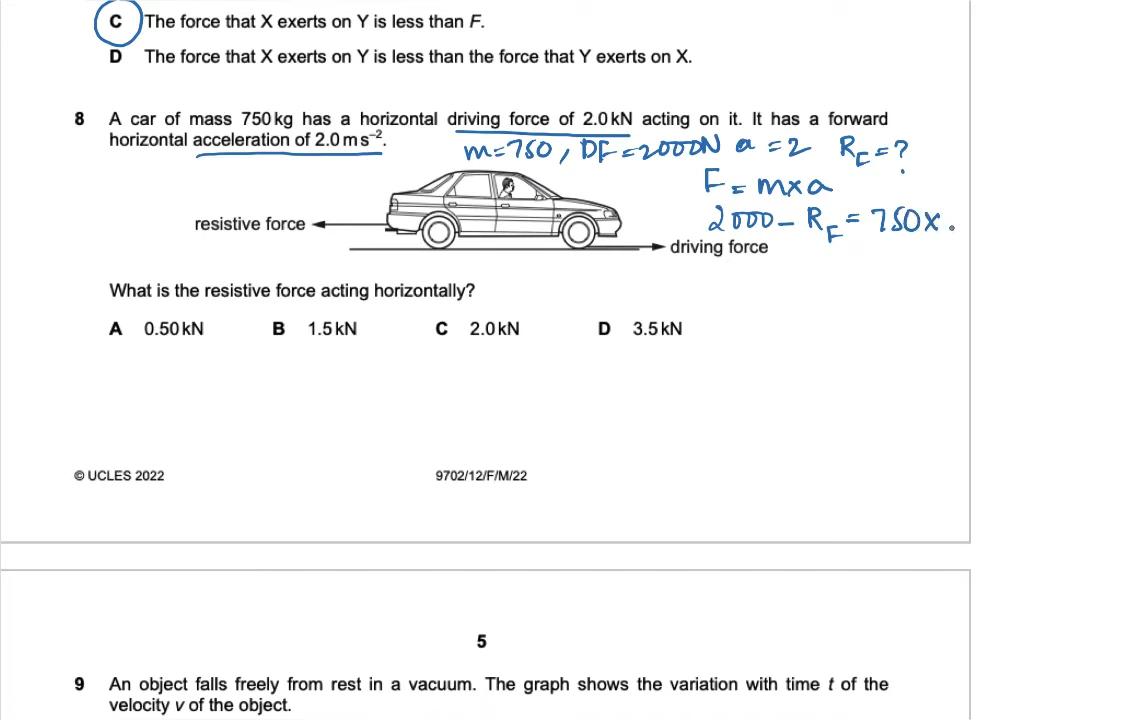 C The force that X exerts on Y is less than F.
D The force that X exerts on Y is less than the force that Y exerts on X.
8 A car of mass 750 kg has a horizontal driving force of 2.0 kN acting on it. It has a forward
horizontal acceleration of 2.0 m s⁻².
m=750, DF=2000N a=2 RF=?
F=mxa
2000-RF=750x.
resistive force
driving force
What is the resistive force acting horizontally?
A 0.50 kN B 1.5 kN C 2.0 kN D 3.5 kN
© UCLES 2022 9702/12/F/M/22
5
9 An object falls freely from rest in a vacuum. The graph shows the variation with time t of the
velocity v of the object.